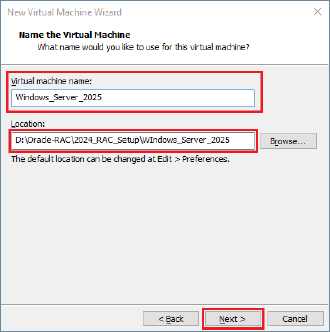 New Virtual Machine Wizard
Name the Virtual Machine
What name would you like to use for this virtual machine?
Virtual machine name:
Windows_Server_2025
Location:
D:\Oracle-RAC\2024_RAC_Setup\WIndows_Server_2025
Browse...
The default location can be changed at Edit > Preferences.
< Back
Next >
Cancel